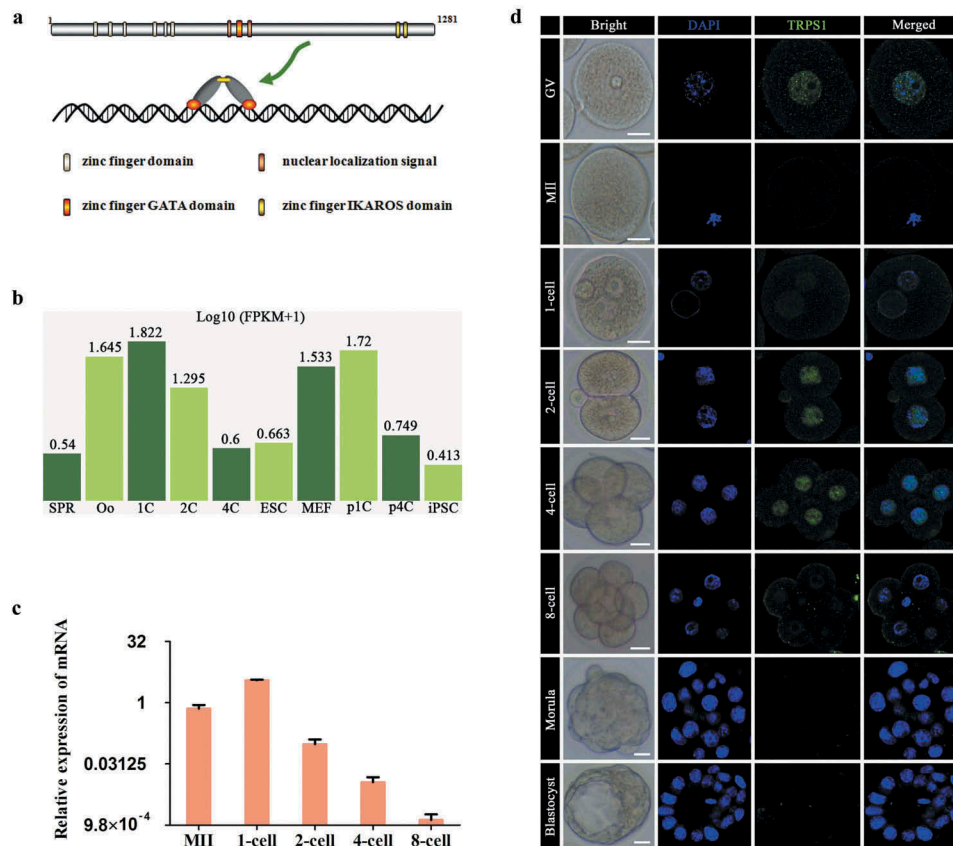 a
1
1281
zinc finger domain
nuclear localization signal
zinc finger GATA domain
zinc finger IKAROS domain
b
Log10 (FPKM+1)
0.54
1.645
1.822
1.295
0.6
0.663
1.533
1.72
0.749
0.413
SPR Oo 1C 2C 4C ESC MEF p1C p4C iPSC
c
Relative expression of mRNA
32
1
0.03125
9.8×10⁻⁴
MII 1-cell 2-cell 4-cell 8-cell
d
Bright DAPI TRPS1 Merged
GV
MII
1-cell
2-cell
4-cell
8-cell
Morula
Blastocyst